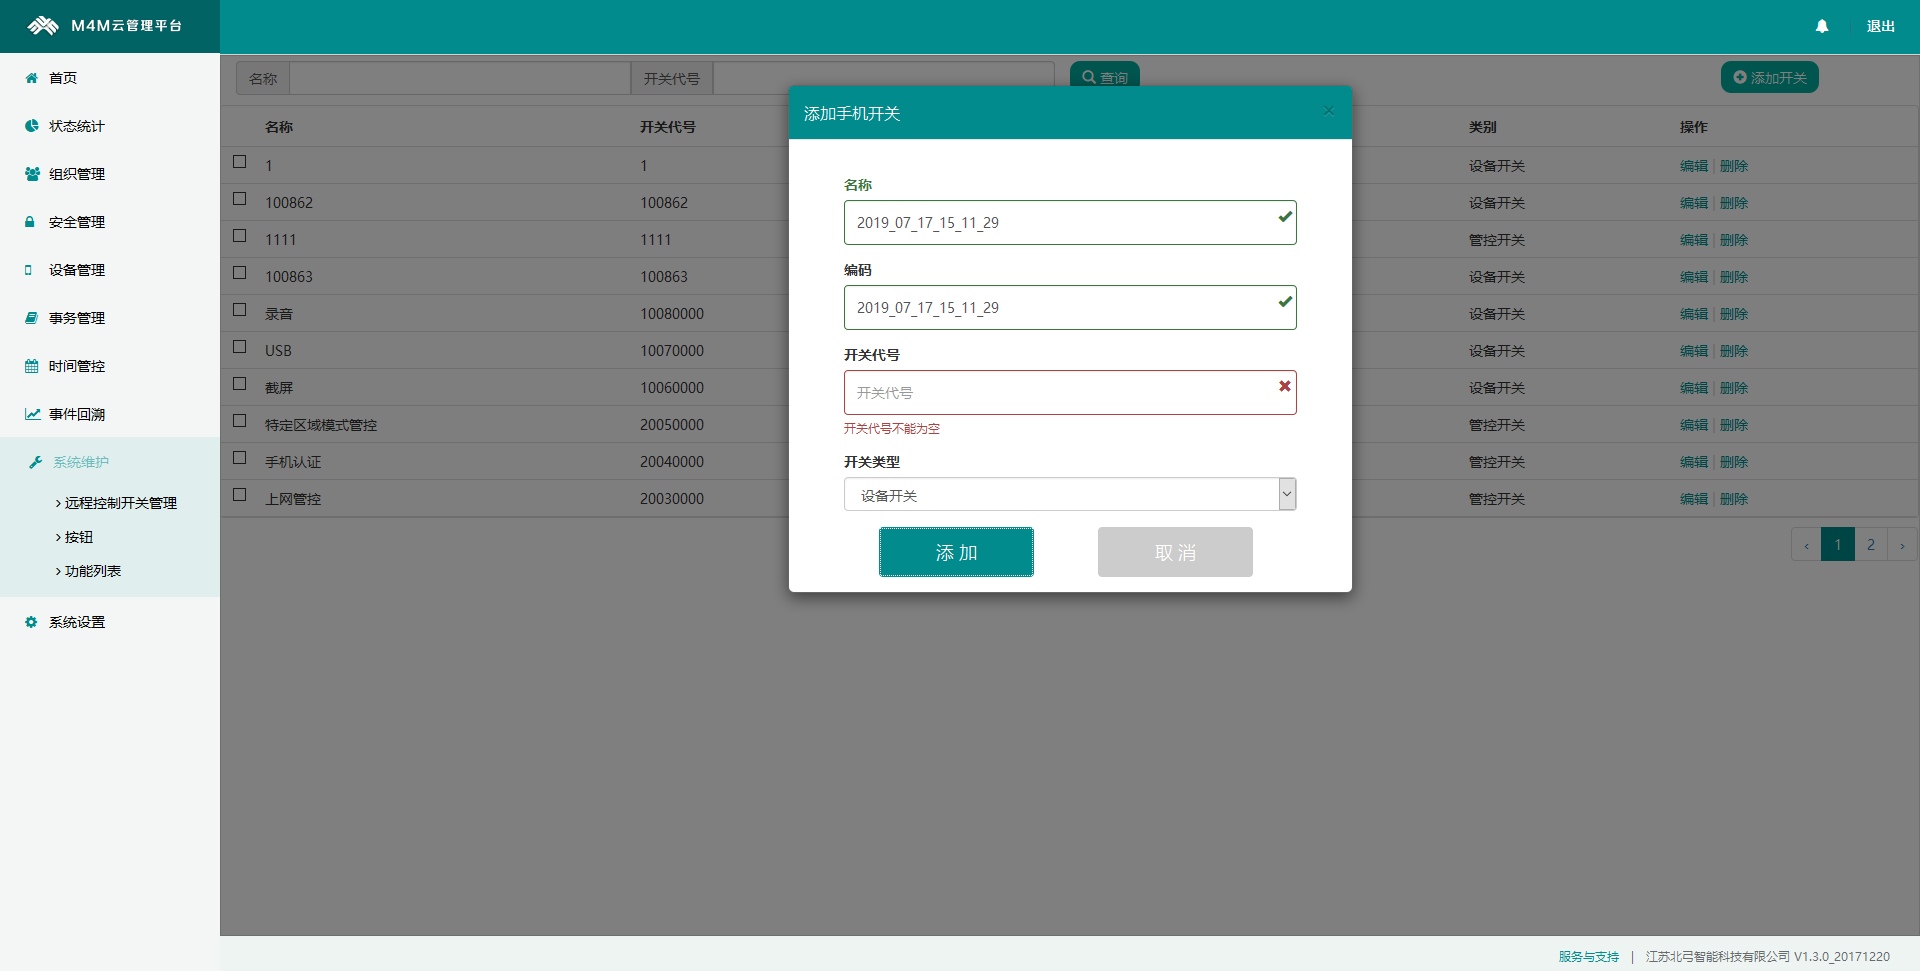 M4M云管理平台
退出
首页
状态统计
组织管理
安全管理
设备管理
事务管理
时间管控
事件回溯
系统维护
远程控制开关管理
按钮
功能列表
系统设置
名称 开关代号 查询 添加开关
名称 开关代号 类别 操作
1 1 设备开关 编辑 | 删除
100862 100862 设备开关 编辑 | 删除
1111 1111 管控开关 编辑 | 删除
100863 100863 设备开关 编辑 | 删除
录音 10080000 设备开关 编辑 | 删除
USB 10070000 设备开关 编辑 | 删除
截屏 10060000 设备开关 编辑 | 删除
特定区域模式管控 20050000 管控开关 编辑 | 删除
手机认证 20040000 管控开关 编辑 | 删除
上网管控 20030000 管控开关 编辑 | 删除
‹ 1 2 ›
添加手机开关 ×
名称
2019_07_17_15_11_29
编码
2019_07_17_15_11_29
开关代号
开关代号
开关代号不能为空
开关类型
设备开关
添 加 取 消
服务与支持 | 江苏北弓智能科技有限公司 V1.3.0_20171220